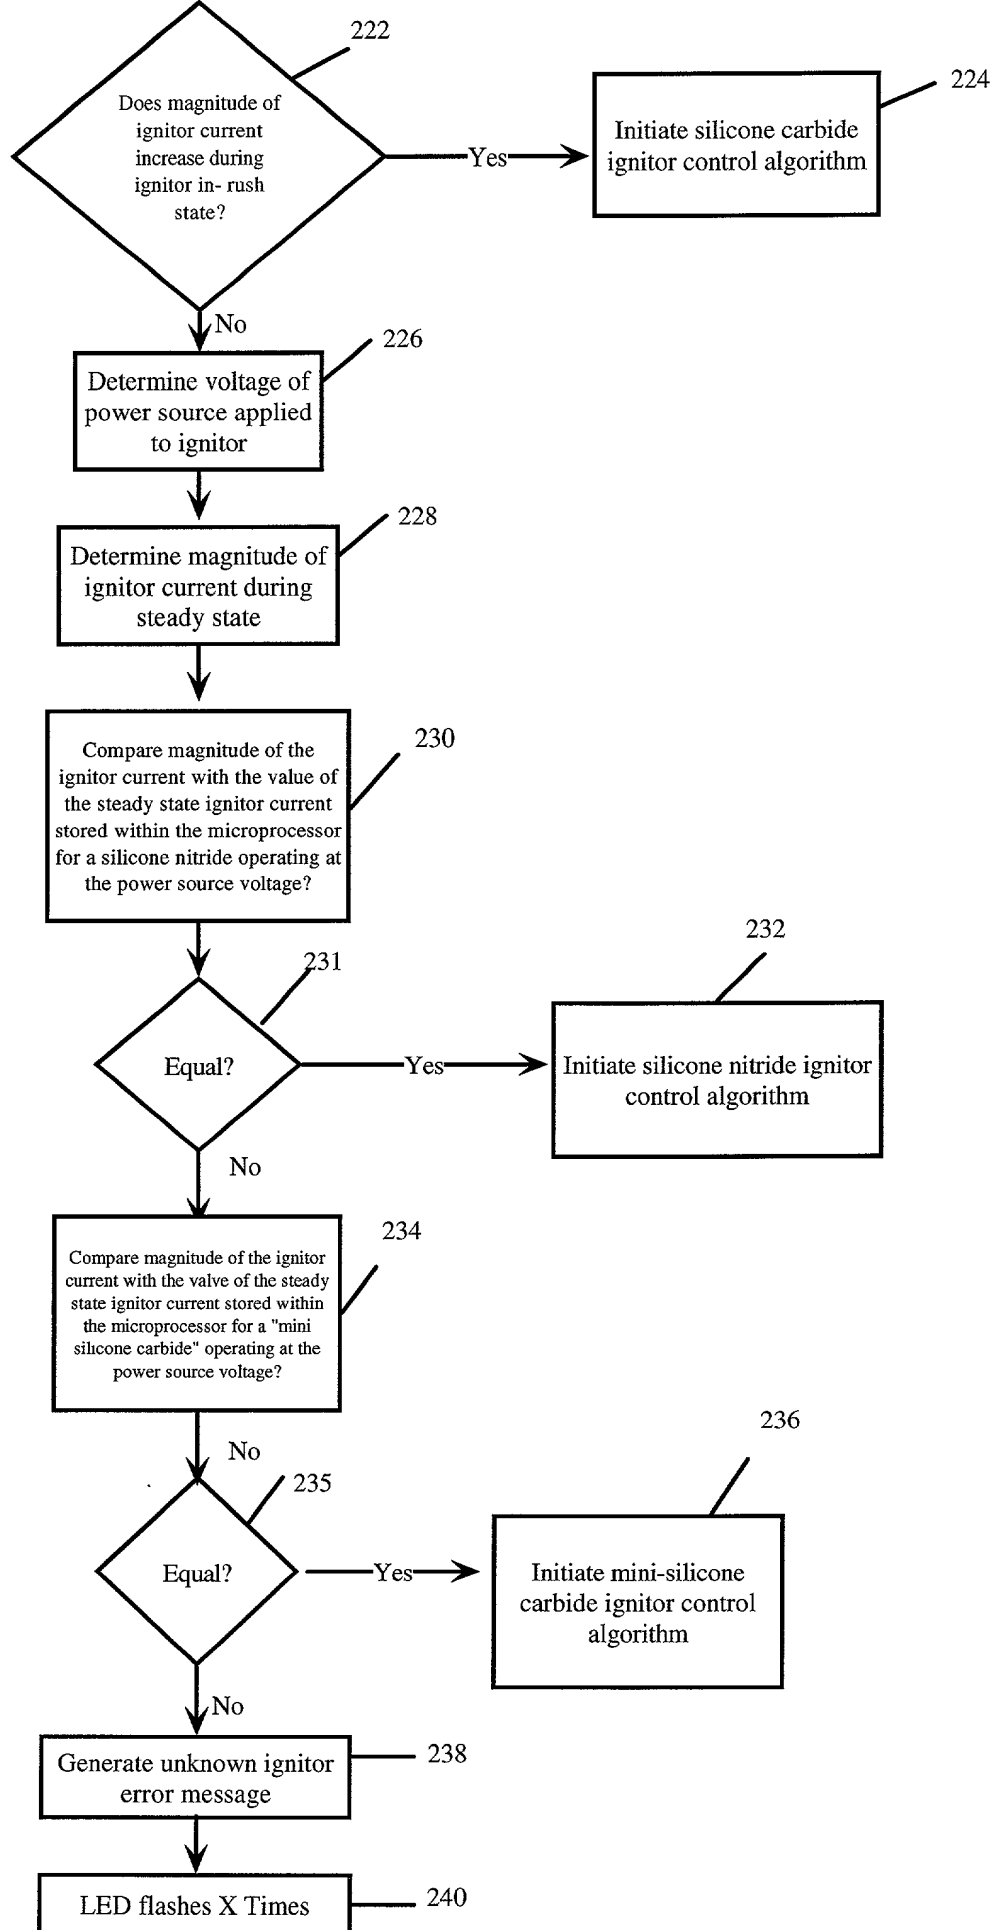 222
Does magnitude of
ignitor current
increase during
ignitor in- rush
state?
Yes
224
Initiate silicone carbide
ignitor control algorithm
No
226
Determine voltage of
power source applied
to ignitor
228
Determine magnitude of
ignitor current during
steady state
230
Compare magnitude of the
ignitor current with the value of
the steady state ignitor current
stored within the microprocessor
for a silicone nitride operating at
the power source voltage?
231
Equal?
Yes
232
Initiate silicone nitride ignitor
control algorithm
No
234
Compare magnitude of the ignitor
current with the valve of the steady
state ignitor current stored within
the microprocessor for a "mini
silicone carbide" operating at the
power source voltage?
No
235
Equal?
Yes
236
Initiate mini-silicone
carbide ignitor control
algorithm
No
238
Generate unknown ignitor
error message
240
LED flashes X Times